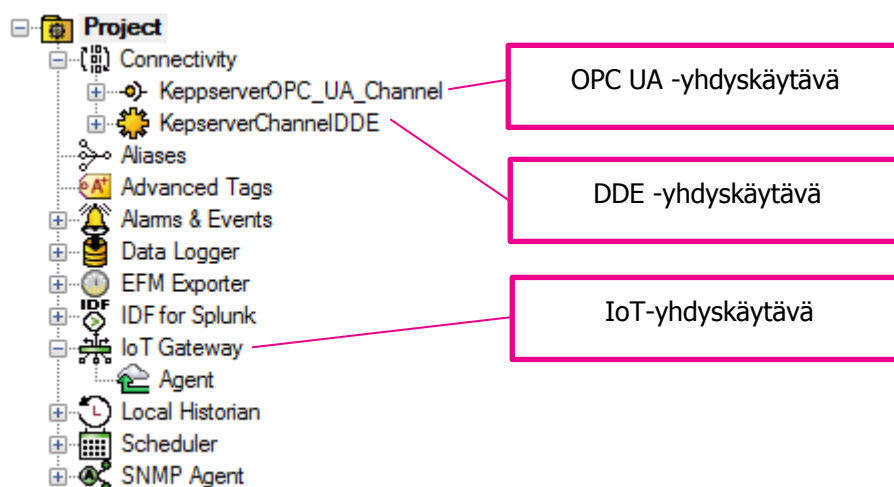 Project
Connectivity
KeppserverOPC_UA_Channel
KepserverChannelDDE
Aliases
Advanced Tags
Alarms & Events
Data Logger
EFM Exporter
IDF for Splunk
IoT Gateway
Agent
Local Historian
Scheduler
SNMP Agent
OPC UA -yhdyskäytävä
DDE -yhdyskäytävä
IoT-yhdyskäytävä
A+
IDF
A